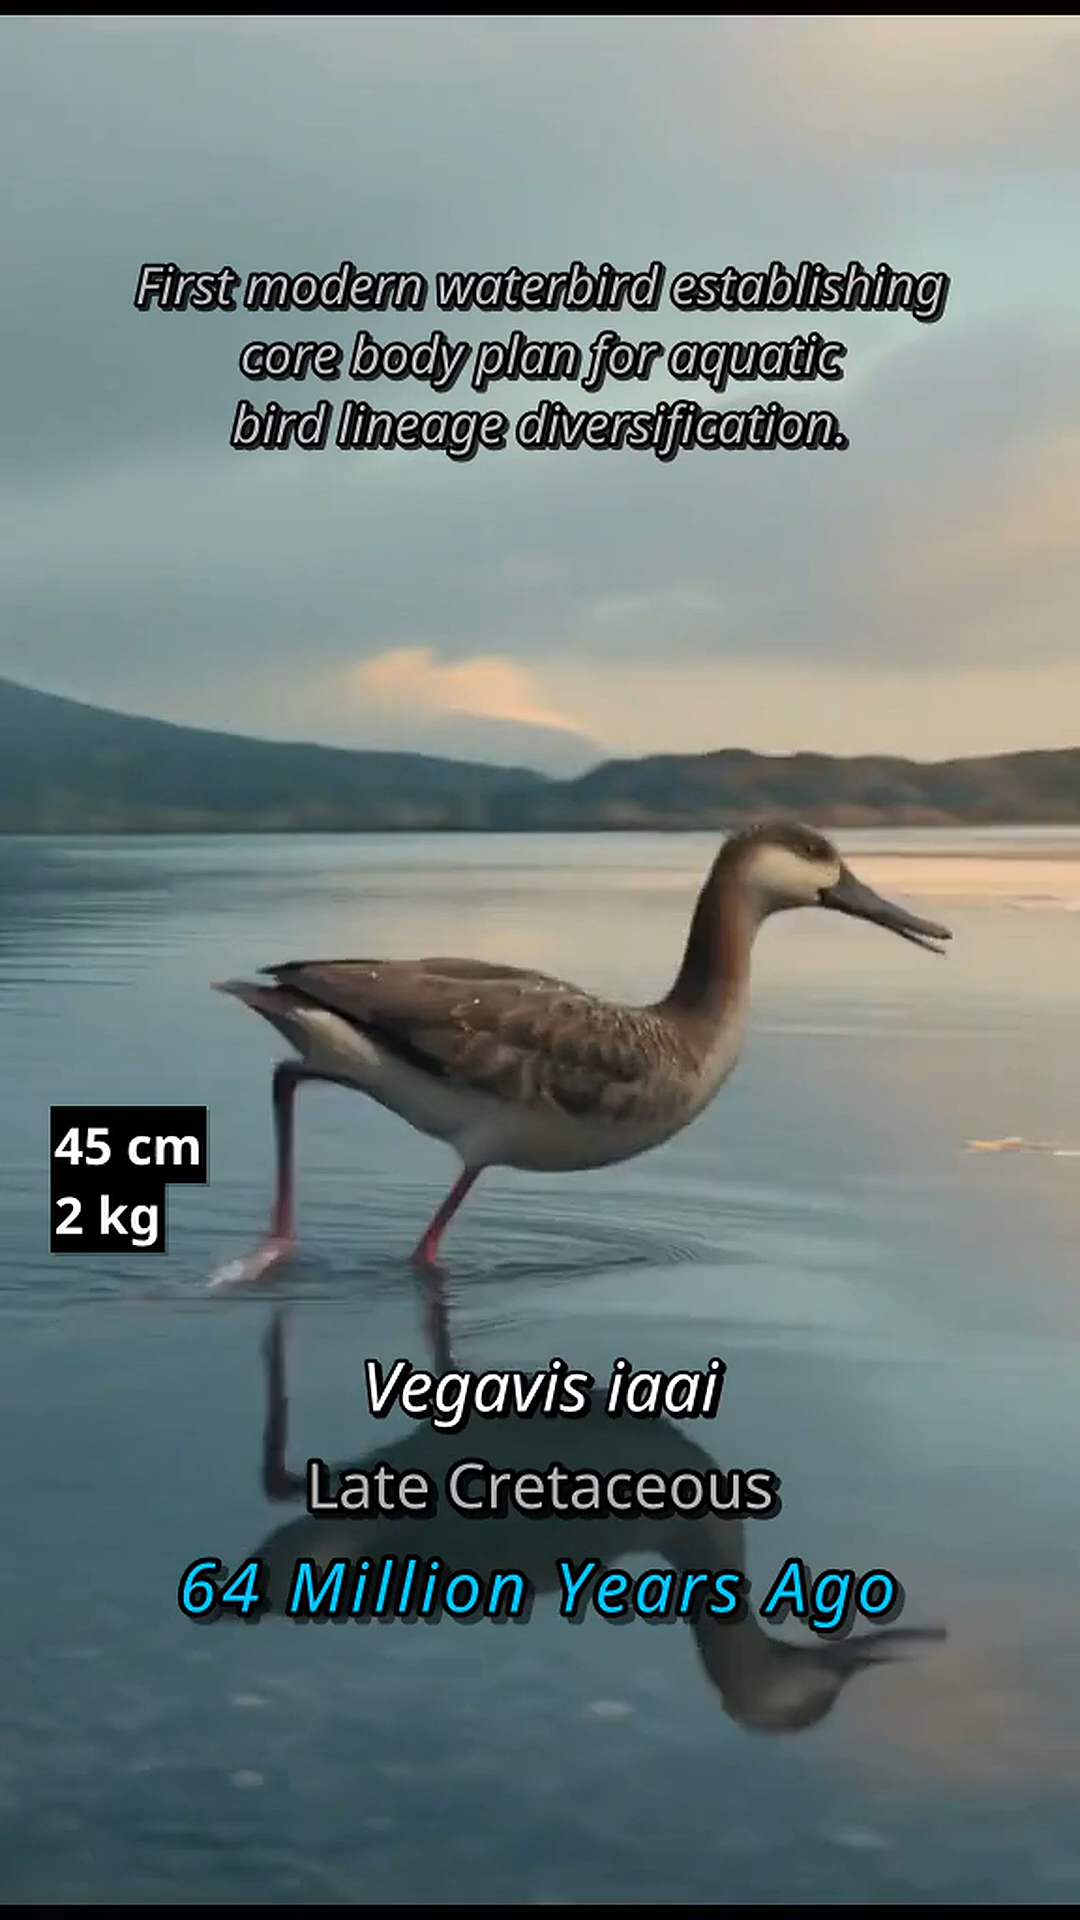 First modern waterbird establishing
core body plan for aquatic
bird lineage diversification.
45 cm
2 kg
Vegavis iaai
Late Cretaceous
64 Million Years Ago